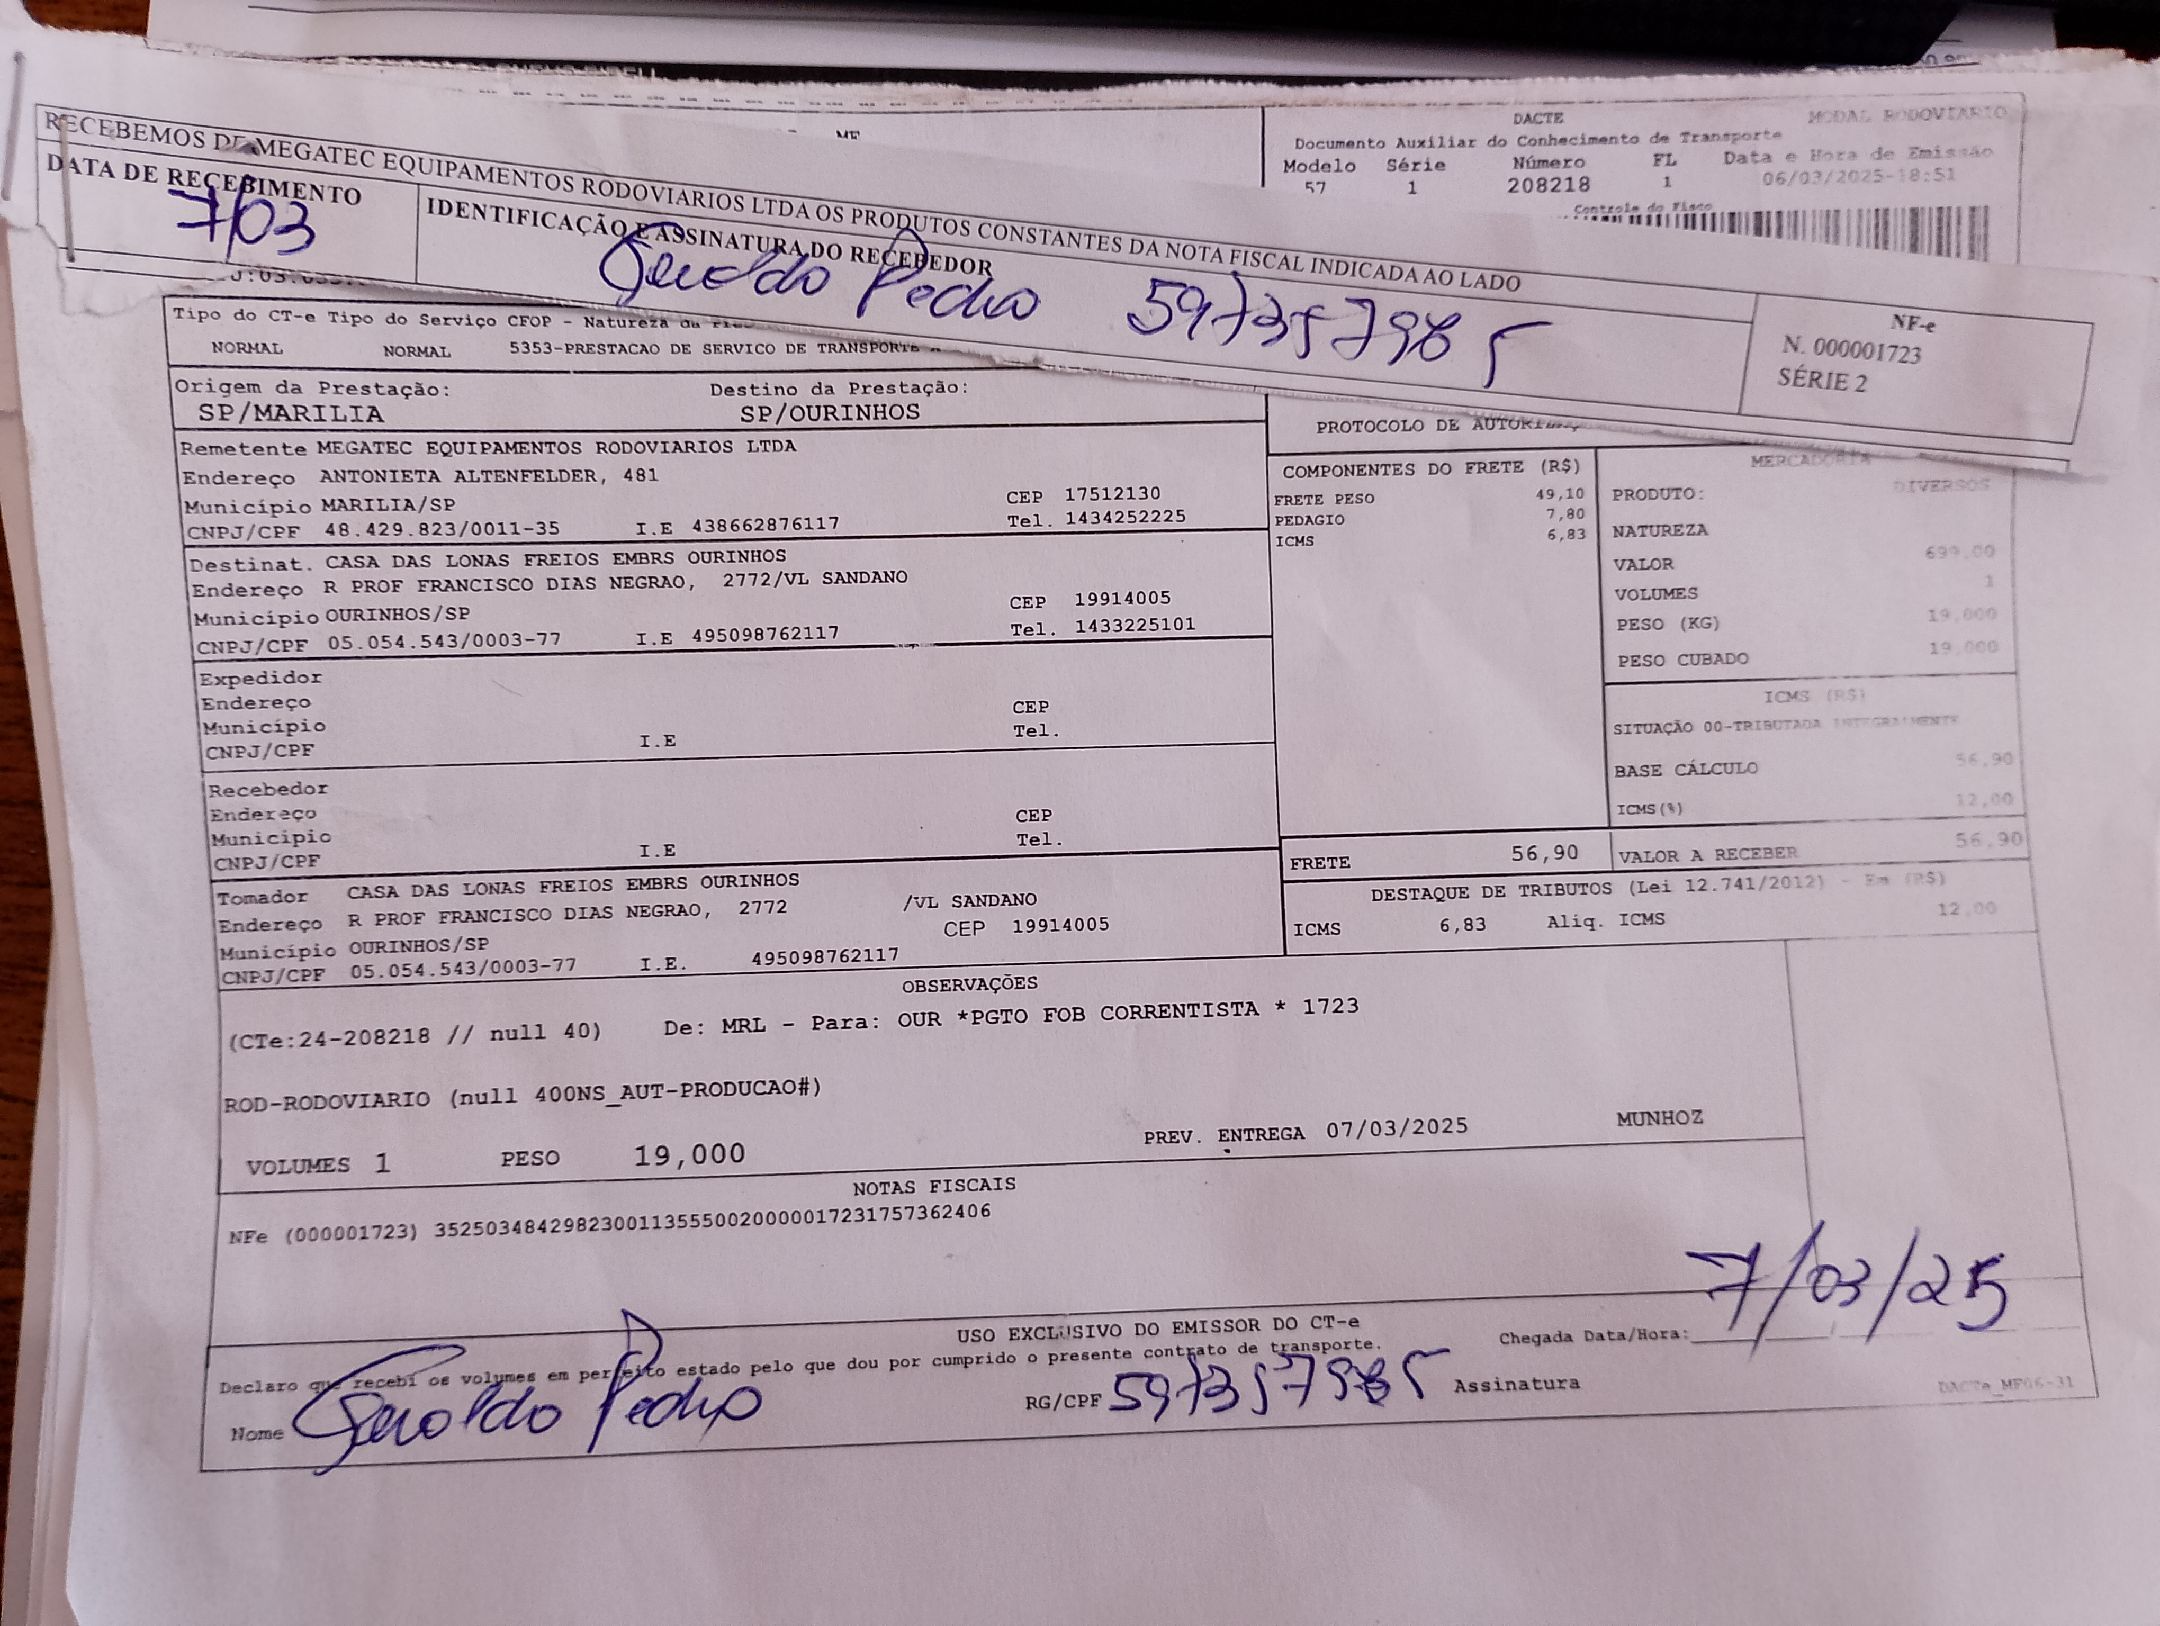 RECEBEMOS DE MEGATEC EQUIPAMENTOS RODOVIARIOS LTDA OS PRODUTOS CONSTANTES DA NOTA FISCAL INDICADA AO LADO
DATA DE RECEBIMENTO
7/03
IDENTIFICAÇÃO E ASSINATURA DO RECEBEDOR
Geraldo Pedro
NF-e
N. 000001723
SÉRIE 2
ME
DACTE
MODAL RODOVIARIO
Documento Auxiliar do Conhecimento de Transporte
Modelo Série Número FL Data e Hora de Emissão
57 1 208218 1 06/03/2025-18:51
Controle do Fisco
Tipo do CT-e Tipo do Serviço CFOP - Natureza da
NORMAL NORMAL 5353-PRESTACAO DE SERVICO DE TRANSPORTE A
Origem da Prestação: Destino da Prestação:
SP/MARILIA SP/OURINHOS
Remetente MEGATEC EQUIPAMENTOS RODOVIARIOS LTDA
Endereço ANTONIETA ALTENFELDER, 481
Município MARILIA/SP CEP 17512130
CNPJ/CPF 48.429.823/0011-35 I.E 438662876117 Tel. 1434252225
Destinat. CASA DAS LONAS FREIOS EMBRS OURINHOS
Endereço R PROF FRANCISCO DIAS NEGRAO, 2772/VL SANDANO
Município OURINHOS/SP CEP 19914005
CNPJ/CPF 05.054.543/0003-77 I.E 495098762117 Tel. 1433225101
Expedidor
Endereço CEP
Município Tel.
CNPJ/CPF I.E
Recebedor
Endereço CEP
Município Tel.
CNPJ/CPF I.E
Tomador CASA DAS LONAS FREIOS EMBRS OURINHOS
Endereço R PROF FRANCISCO DIAS NEGRAO, 2772 /VL SANDANO
Município OURINHOS/SP CEP 19914005
CNPJ/CPF 05.054.543/0003-77 I.E. 495098762117
PROTOCOLO DE
COMPONENTES DO FRETE (R$)
FRETE PESO 49,10
PEDAGIO 7,80
ICMS 6,83
MERCADORIA
PRODUTO: DIVERSOS
NATUREZA
VALOR 699,00
VOLUMES 1
PESO (KG) 19,000
PESO CUBADO 19,000
ICMS (R$)
SITUAÇÃO 00-TRIBUTADA INTEGRALMENTE
BASE CÁLCULO 56,90
ICMS(%) 12,00
FRETE 56,90 VALOR A RECEBER 56,90
DESTAQUE DE TRIBUTOS (Lei 12.741/2012) - Em (R$)
ICMS 6,83 Aliq. ICMS 12,00
OBSERVAÇÕES
(CTe:24-208218 // null 40) De: MRL - Para: OUR *PGTO FOB CORRENTISTA * 1723
ROD-RODOVIARIO (null 400NS_AUT-PRODUCAO#)
VOLUMES 1 PESO 19,000 PREV. ENTREGA 07/03/2025 MUNHOZ
NOTAS FISCAIS
NFe (000001723) 35250348429823001135550020000017231757362406
7/03/25
USO EXCLUSIVO DO EMISSOR DO CT-e
Chegada Data/Hora:
Declaro que recebi os volumes em perfeito estado pelo que dou por cumprido o presente contrato de transporte.
Nome Geraldo Pedro RG/CPF Assinatura
DACTe_MF06-31